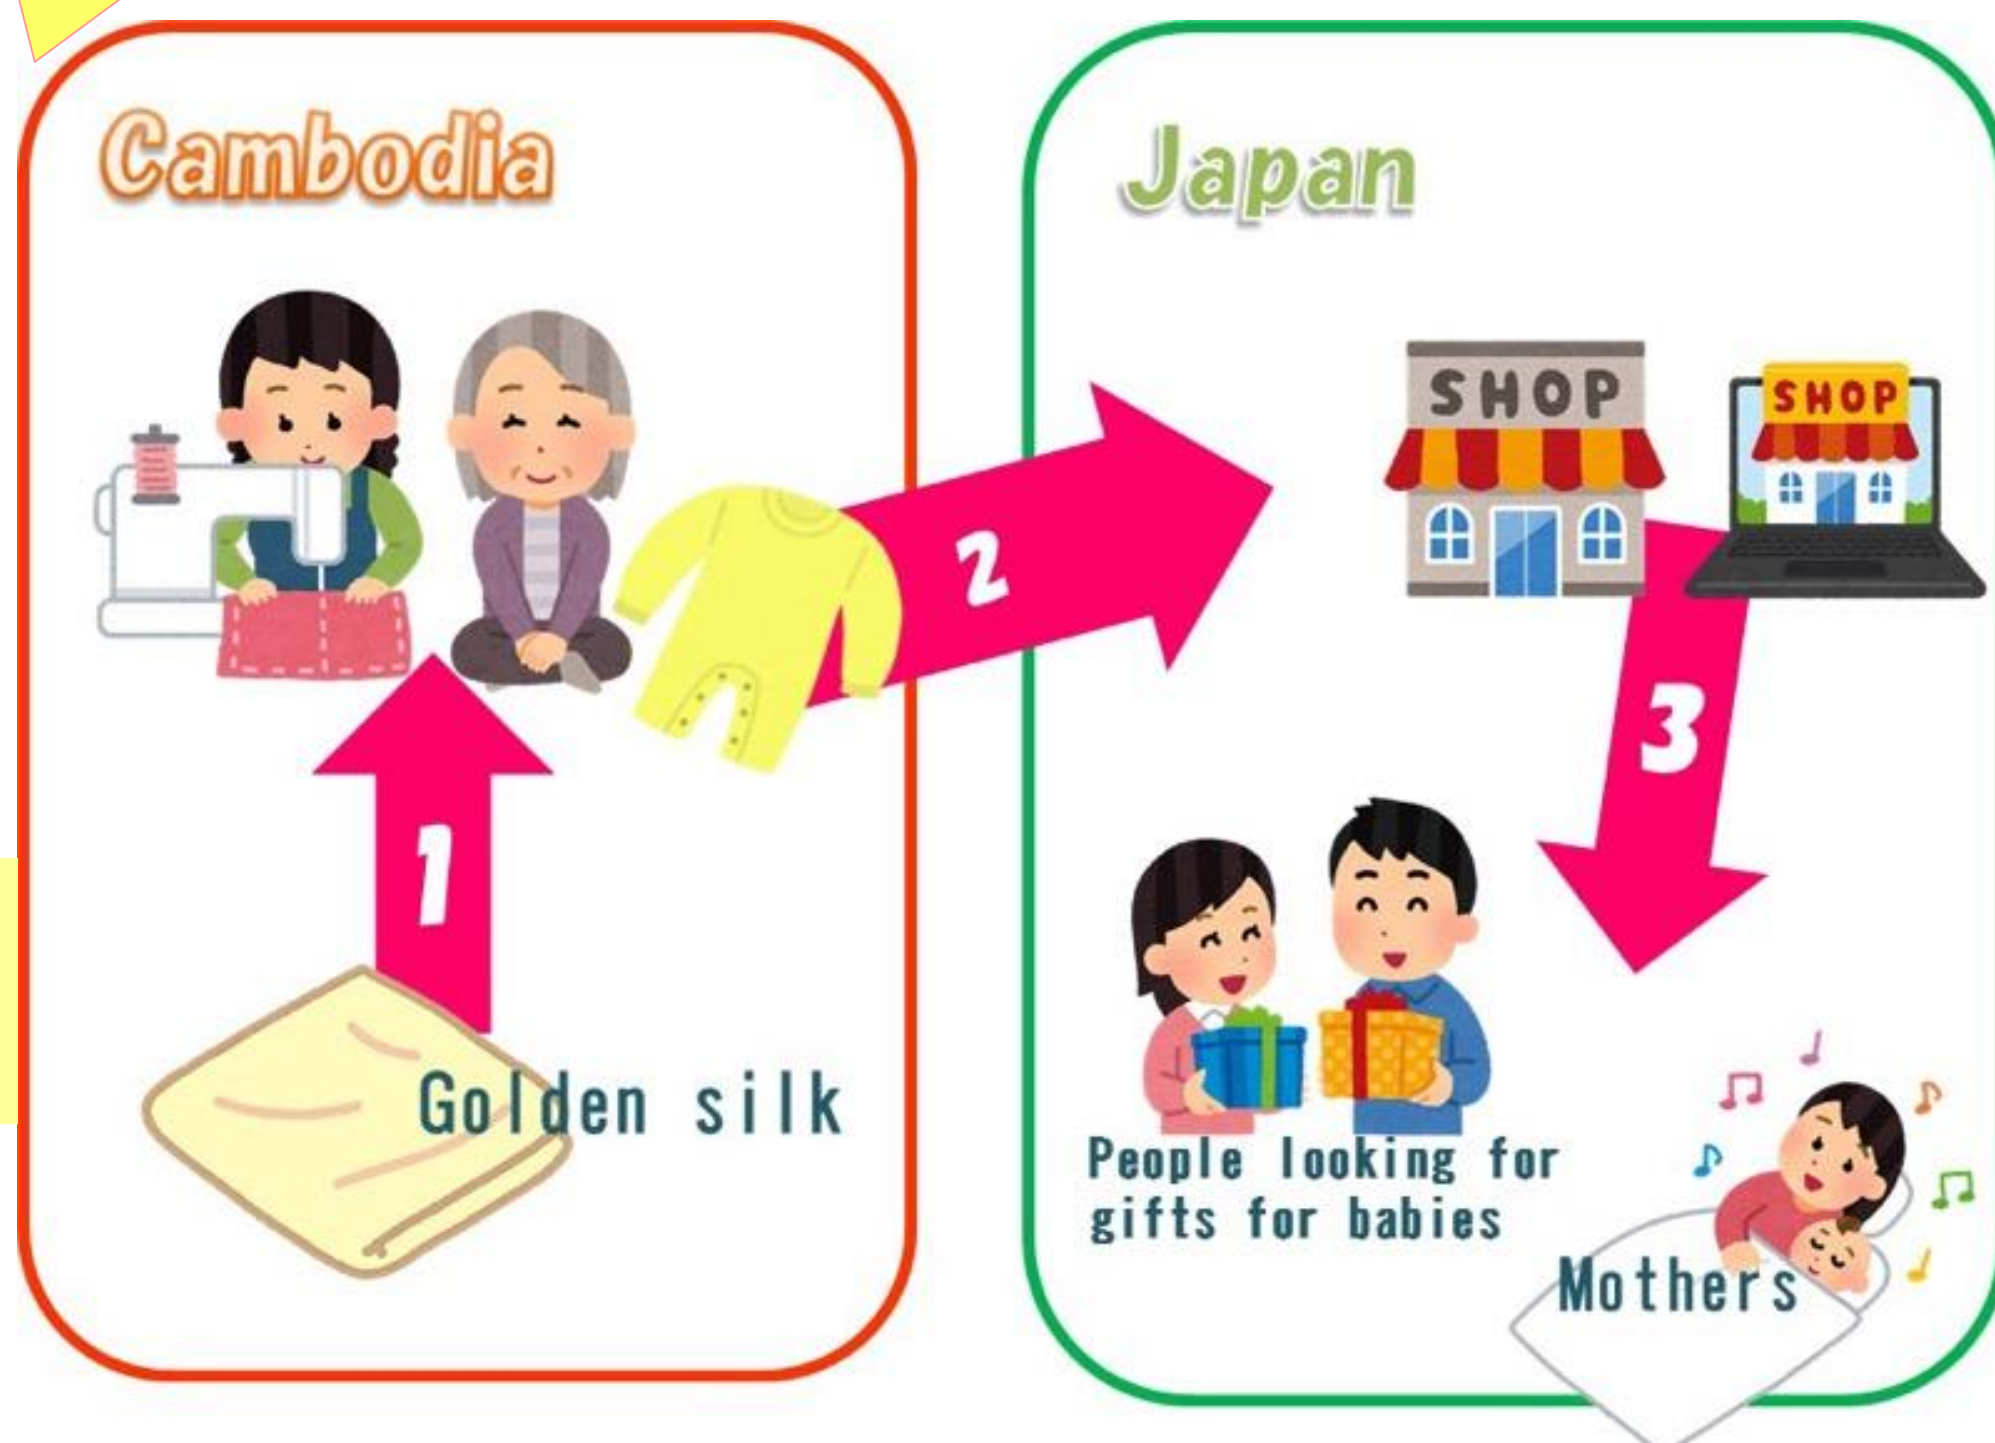 Cambodia
Japan
SHOP
SHOP
2
3
1
Golden silk
People looking for
gifts for babies
Mothers